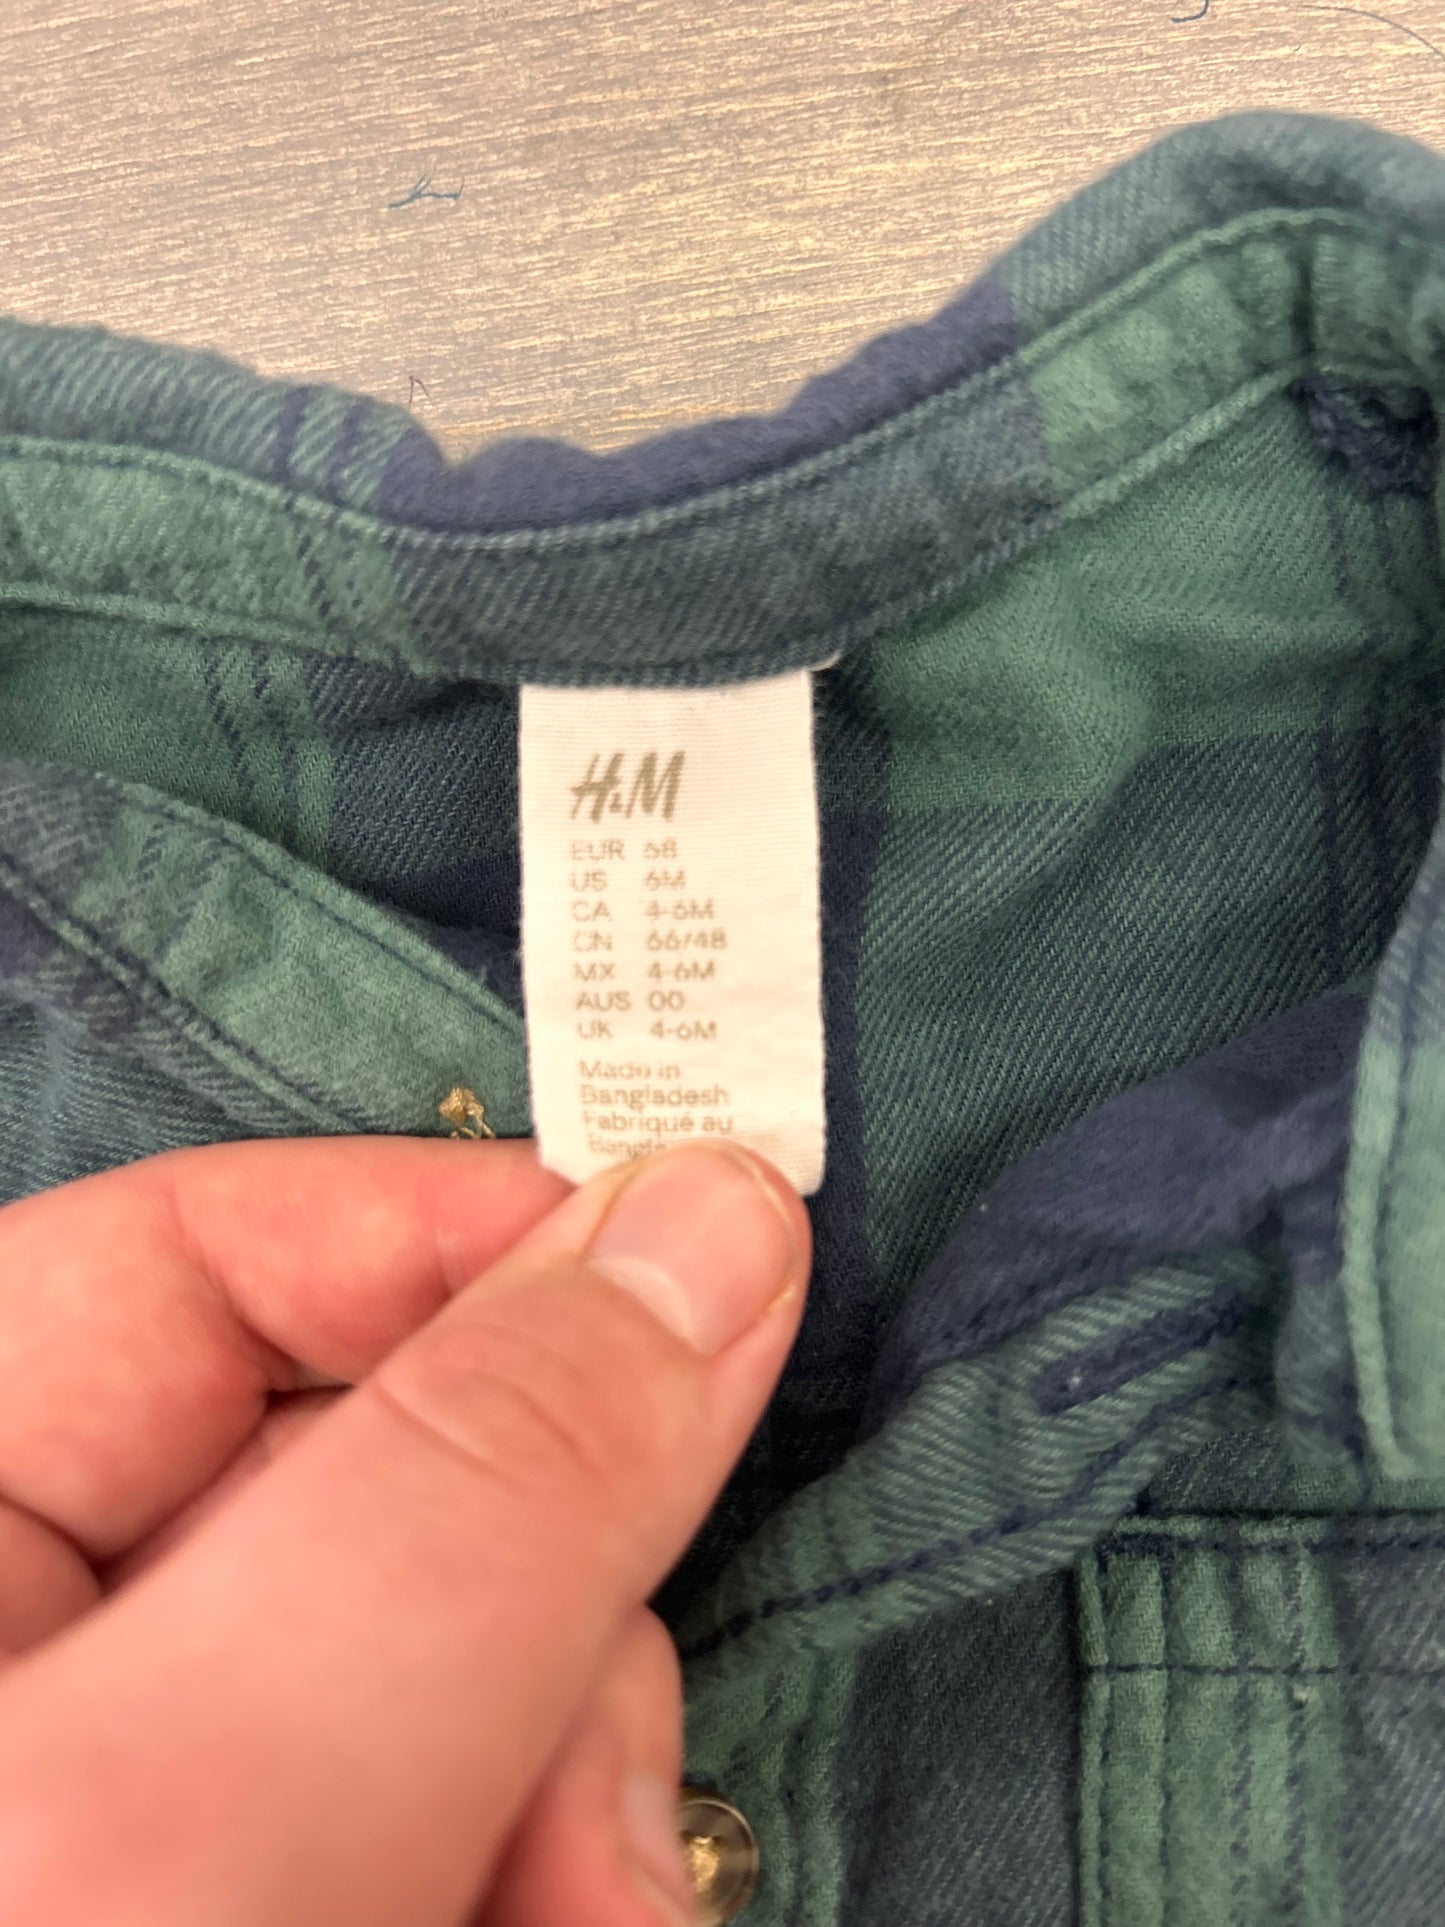 H&M
EUR 68
US 6M
CA 4-6M
CN 66/48
MX 4-6M
AUS 00
UK 4-6M
Made in
Bangladesh
Fabriqué au